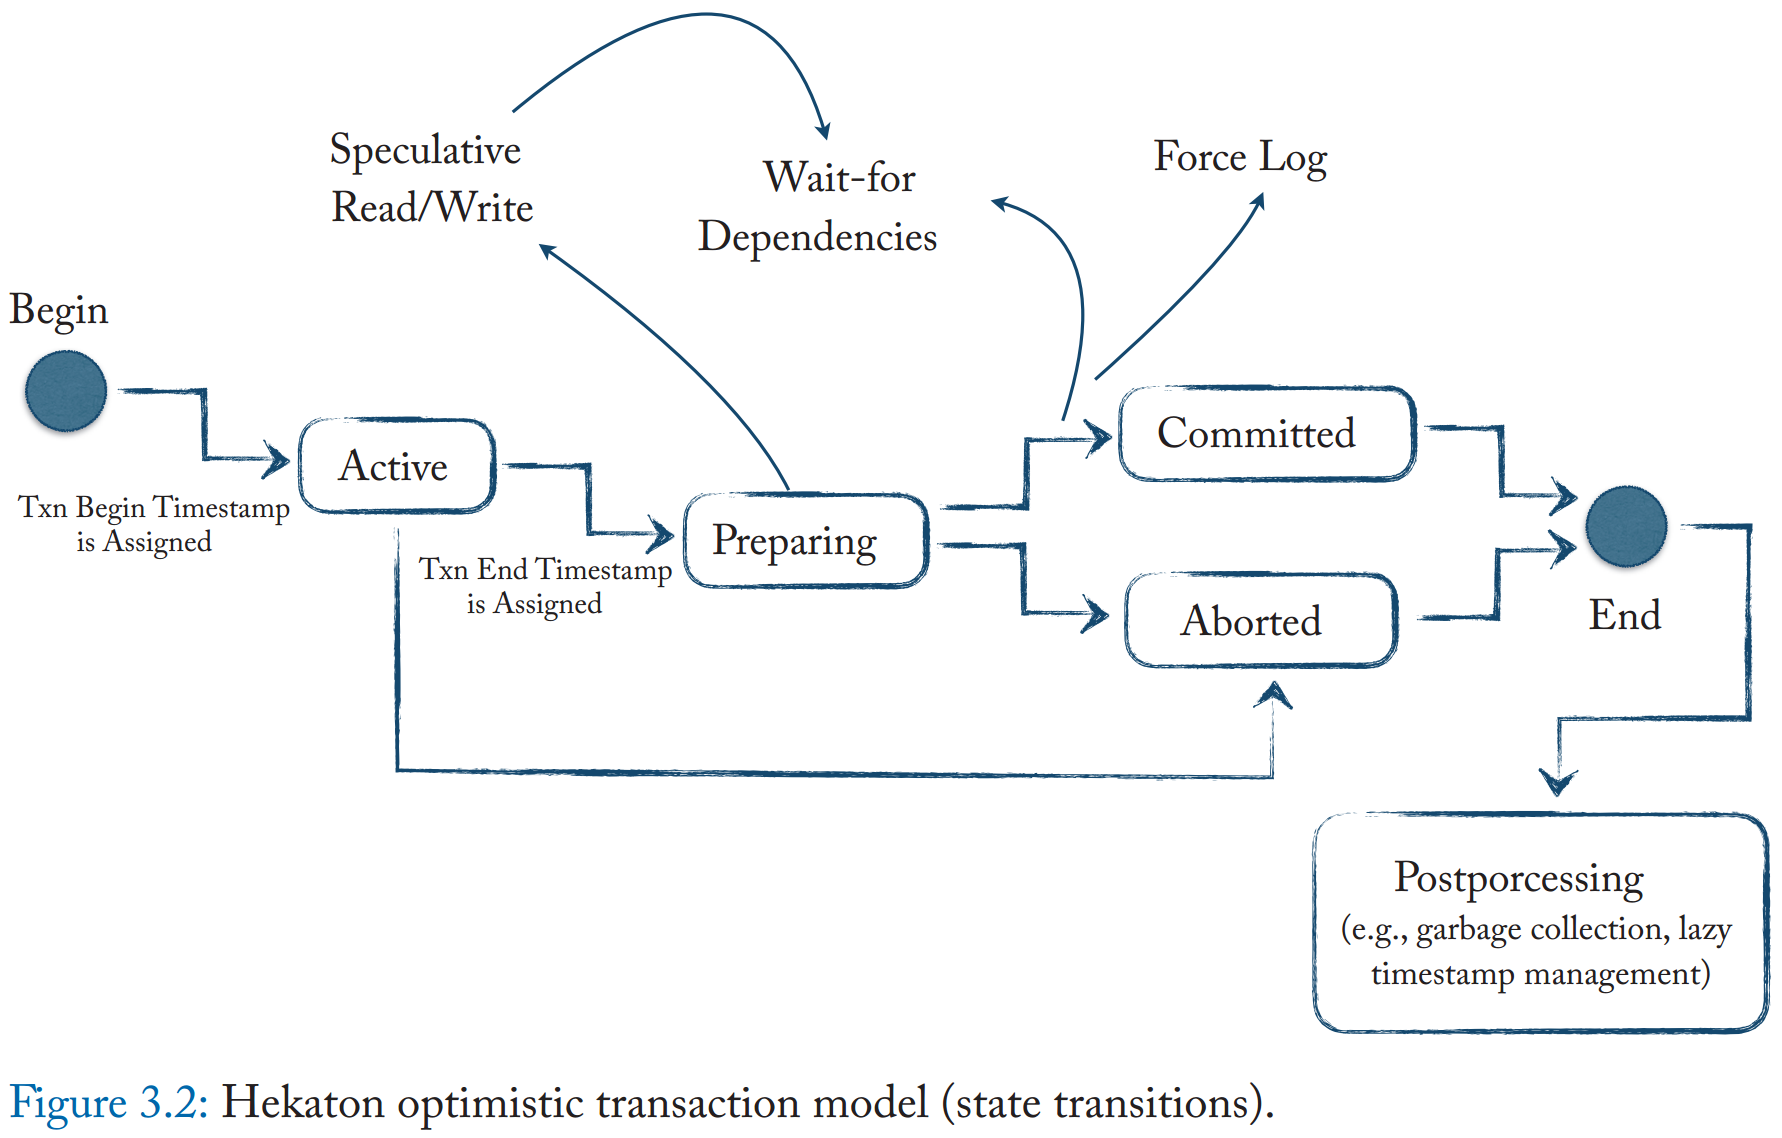 Speculative
Read/Write
Wait-for
Dependencies
Force Log
Begin
Active
Txn Begin Timestamp
is Assigned
Preparing
Txn End Timestamp
is Assigned
Committed
Aborted
End
Postporcessing
(e.g., garbage collection, lazy
timestamp management)
Figure 3.2: Hekaton optimistic transaction model (state transitions).